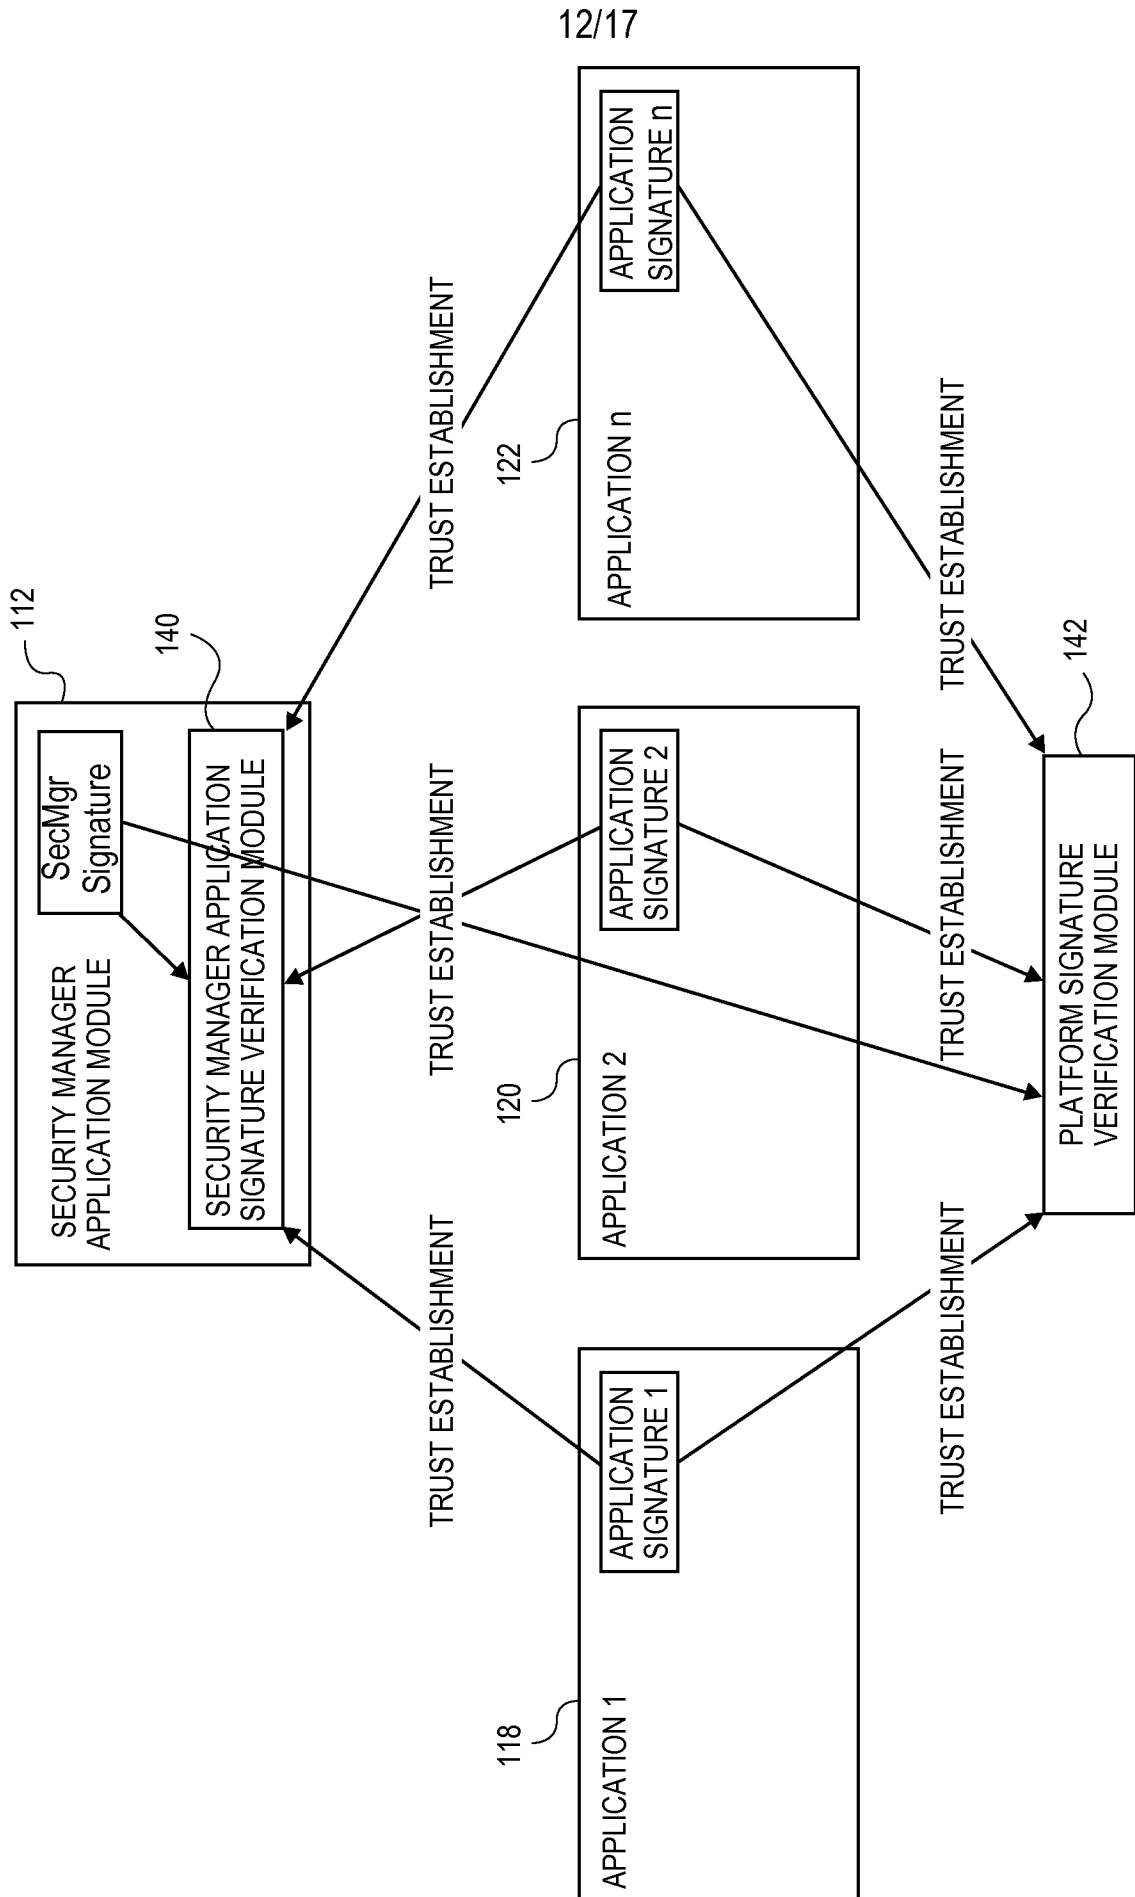 12/17
SECURITY MANAGER
APPLICATION MODULE
SecMgr
Signature
112
SECURITY MANAGER APPLICATION
SIGNATURE VERIFICATION MODULE
140
TRUST ESTABLISHMENT
TRUST ESTABLISHMENT
TRUST ESTABLISHMENT
118
APPLICATION 1
APPLICATION
SIGNATURE 1
120
APPLICATION 2
APPLICATION
SIGNATURE 2
122
APPLICATION n
APPLICATION
SIGNATURE n
TRUST ESTABLISHMENT
TRUST ESTABLISHMENT
TRUST ESTABLISHMENT
PLATFORM SIGNATURE
VERIFICATION MODULE
142